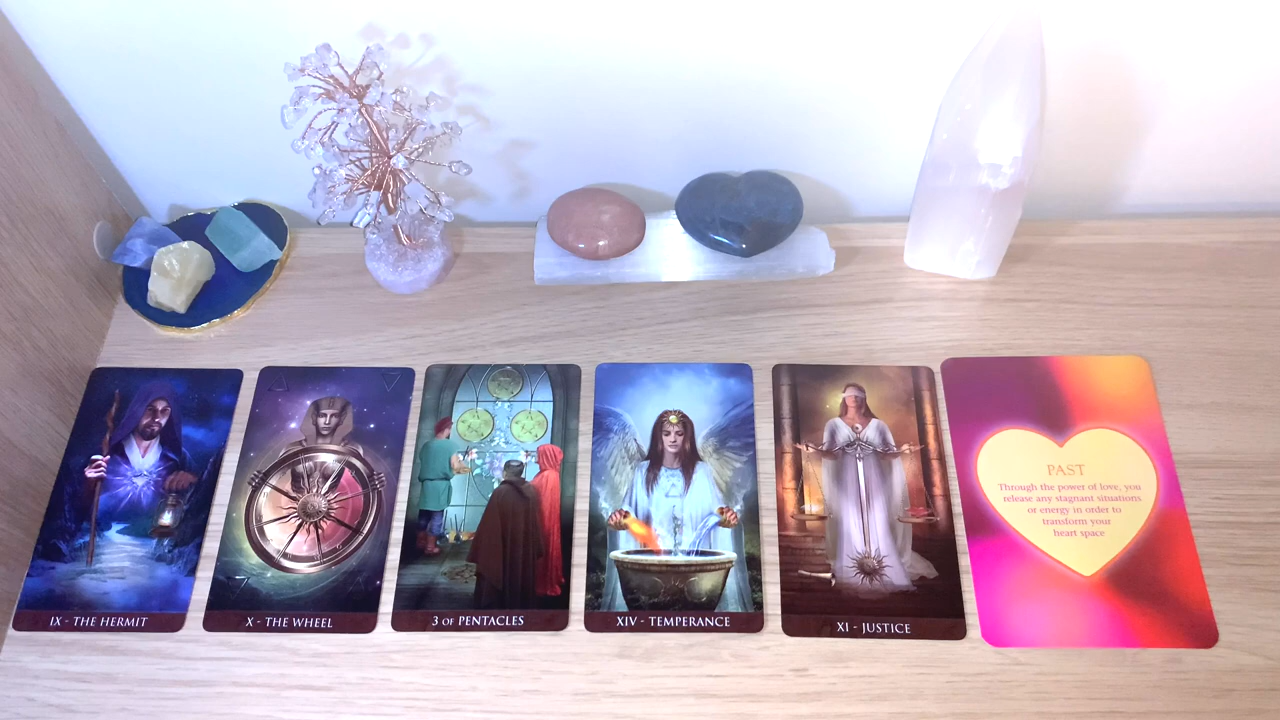 IX - THE HERMIT
X - THE WHEEL
3 OF PENTACLES
XIV - TEMPERANCE
XI - JUSTICE
PAST
Through the power of love, you
release any stagnant situations
or energy in order to
transform your
heart space